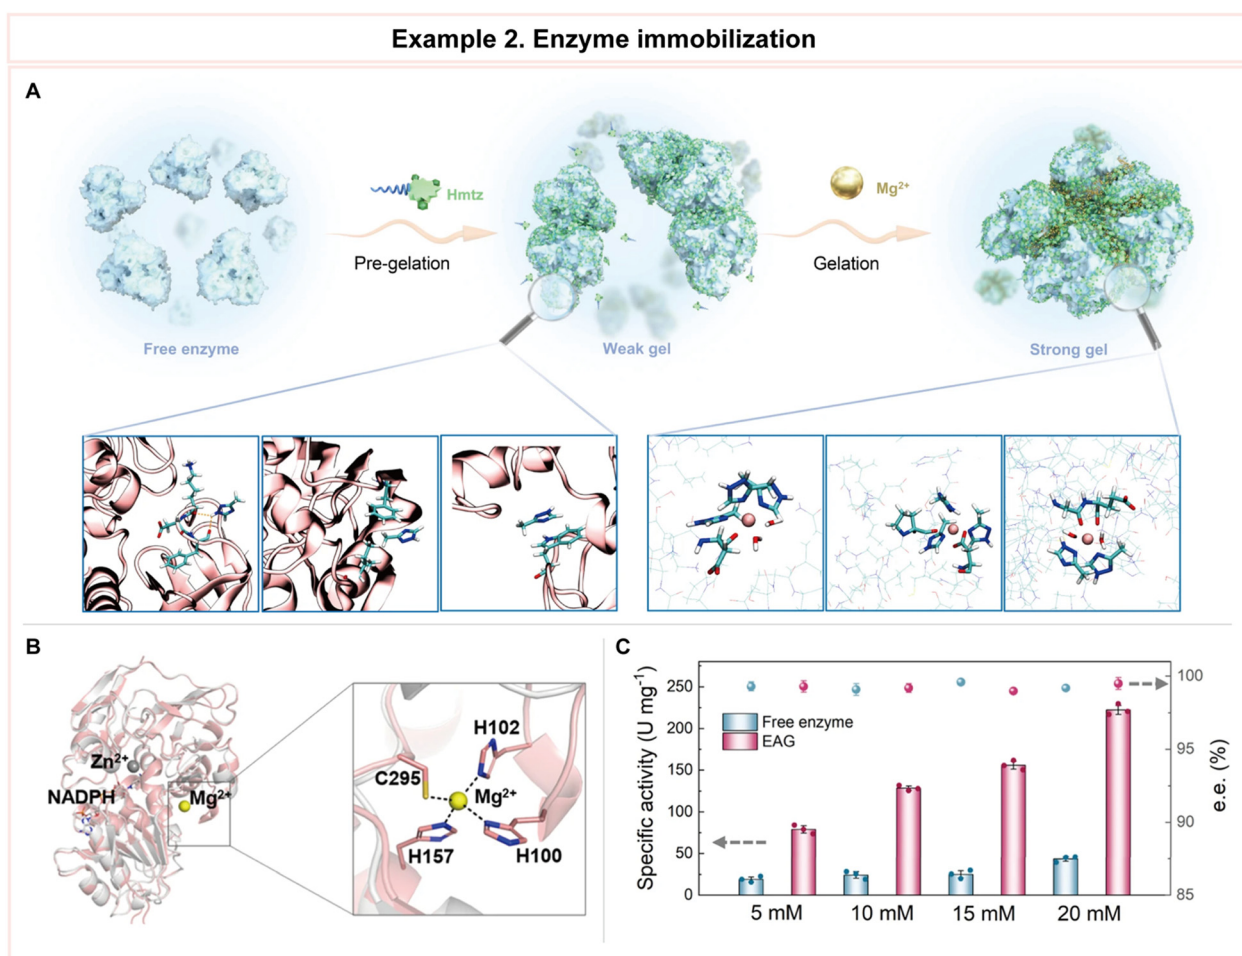 Example 2. Enzyme immobilization
A
Hmtz
Mg2+
Pre-gelation
Gelation
Free enzyme
Weak gel
Strong gel
B
Zn2+
NADPH
Mg2+
H102
C295
Mg2+
H157
H100
C
Specific activity (U mg-1)
250
200
150
100
50
0
Free enzyme
EAG
100
95
90
85
e.e. (%)
5 mM
10 mM
15 mM
20 mM